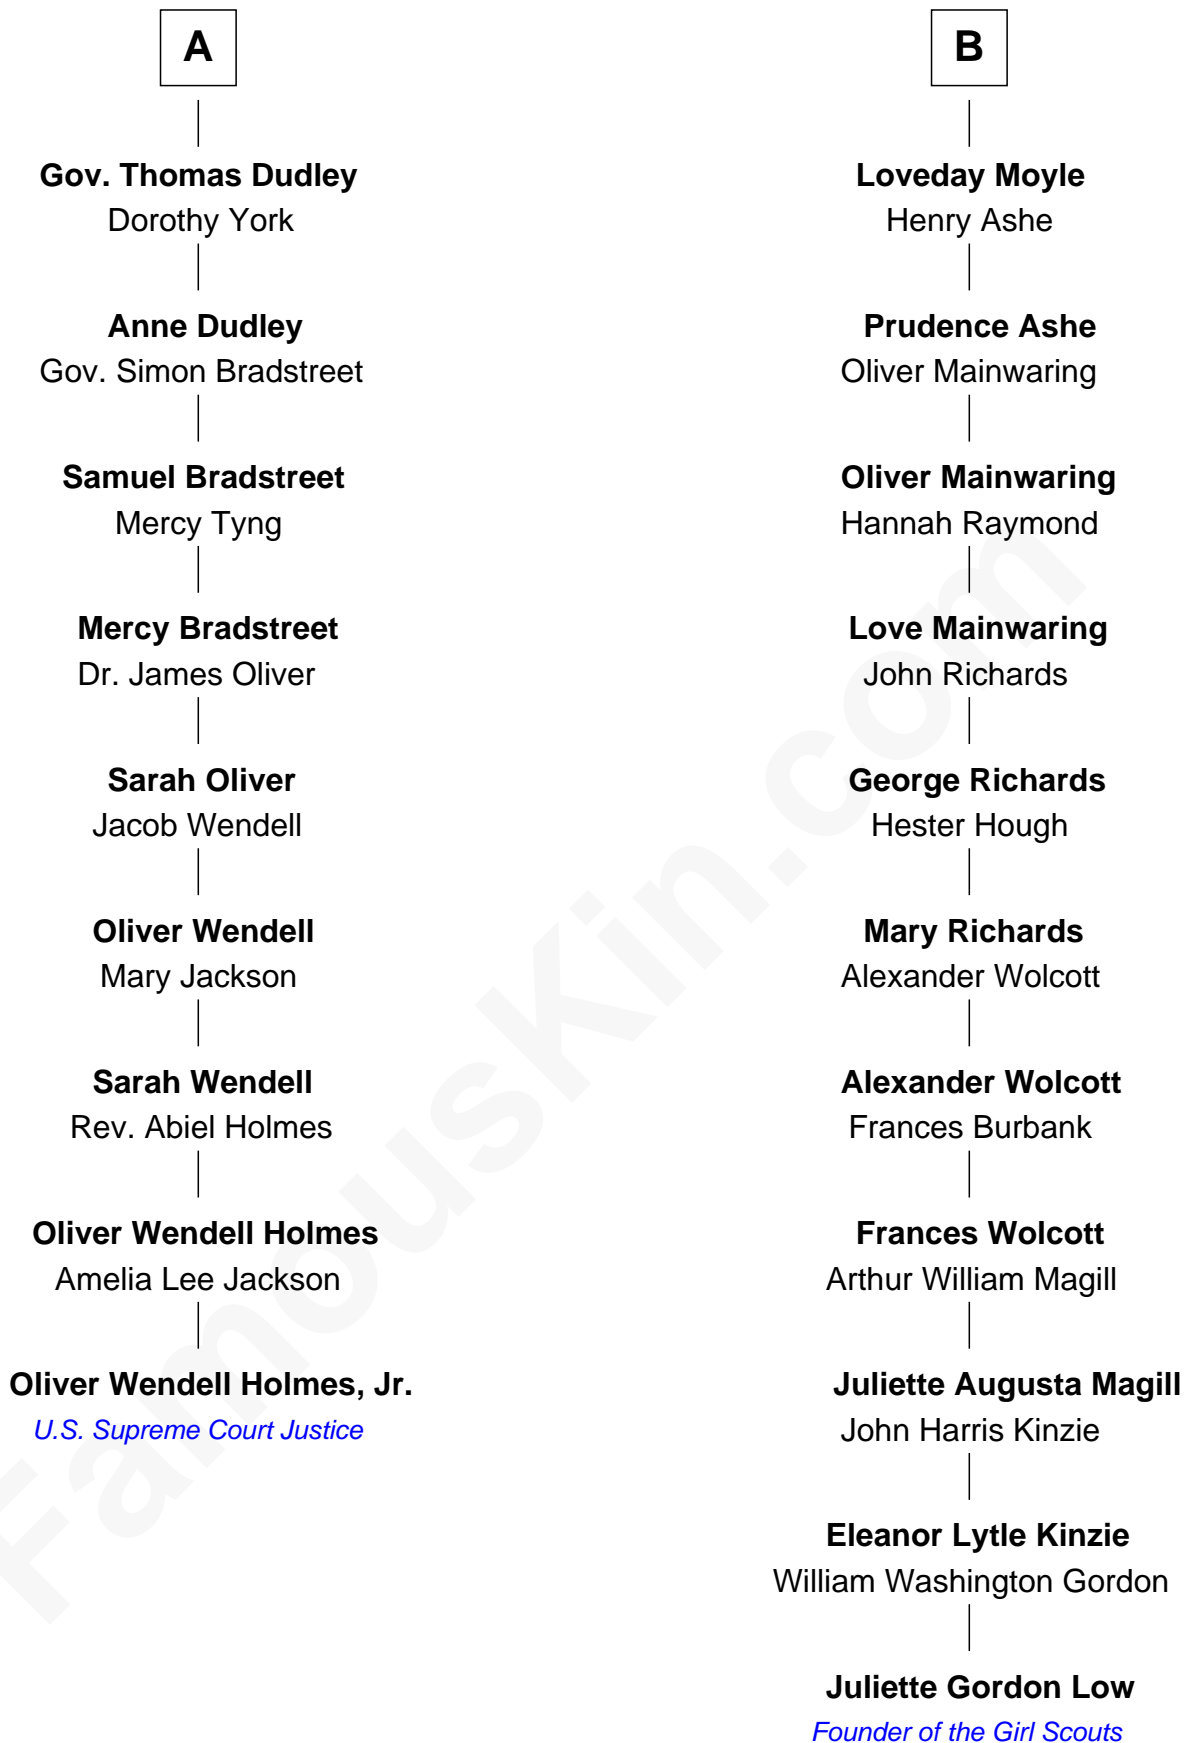 A
Gov. Thomas Dudley
Dorothy York
Anne Dudley
Gov. Simon Bradstreet
Samuel Bradstreet
Mercy Tyng
Mercy Bradstreet
Dr. James Oliver
Sarah Oliver
Jacob Wendell
Oliver Wendell
Mary Jackson
Sarah Wendell
Rev. Abiel Holmes
Oliver Wendell Holmes
Amelia Lee Jackson
Oliver Wendell Holmes, Jr.
U.S. Supreme Court Justice
B
Loveday Moyle
Henry Ashe
Prudence Ashe
Oliver Mainwaring
Oliver Mainwaring
Hannah Raymond
Love Mainwaring
John Richards
George Richards
Hester Hough
Mary Richards
Alexander Wolcott
Alexander Wolcott
Frances Burbank
Frances Wolcott
Arthur William Magill
Juliette Augusta Magill
John Harris Kinzie
Eleanor Lytle Kinzie
William Washington Gordon
Juliette Gordon Low
Founder of the Girl Scouts
FamousKin.com